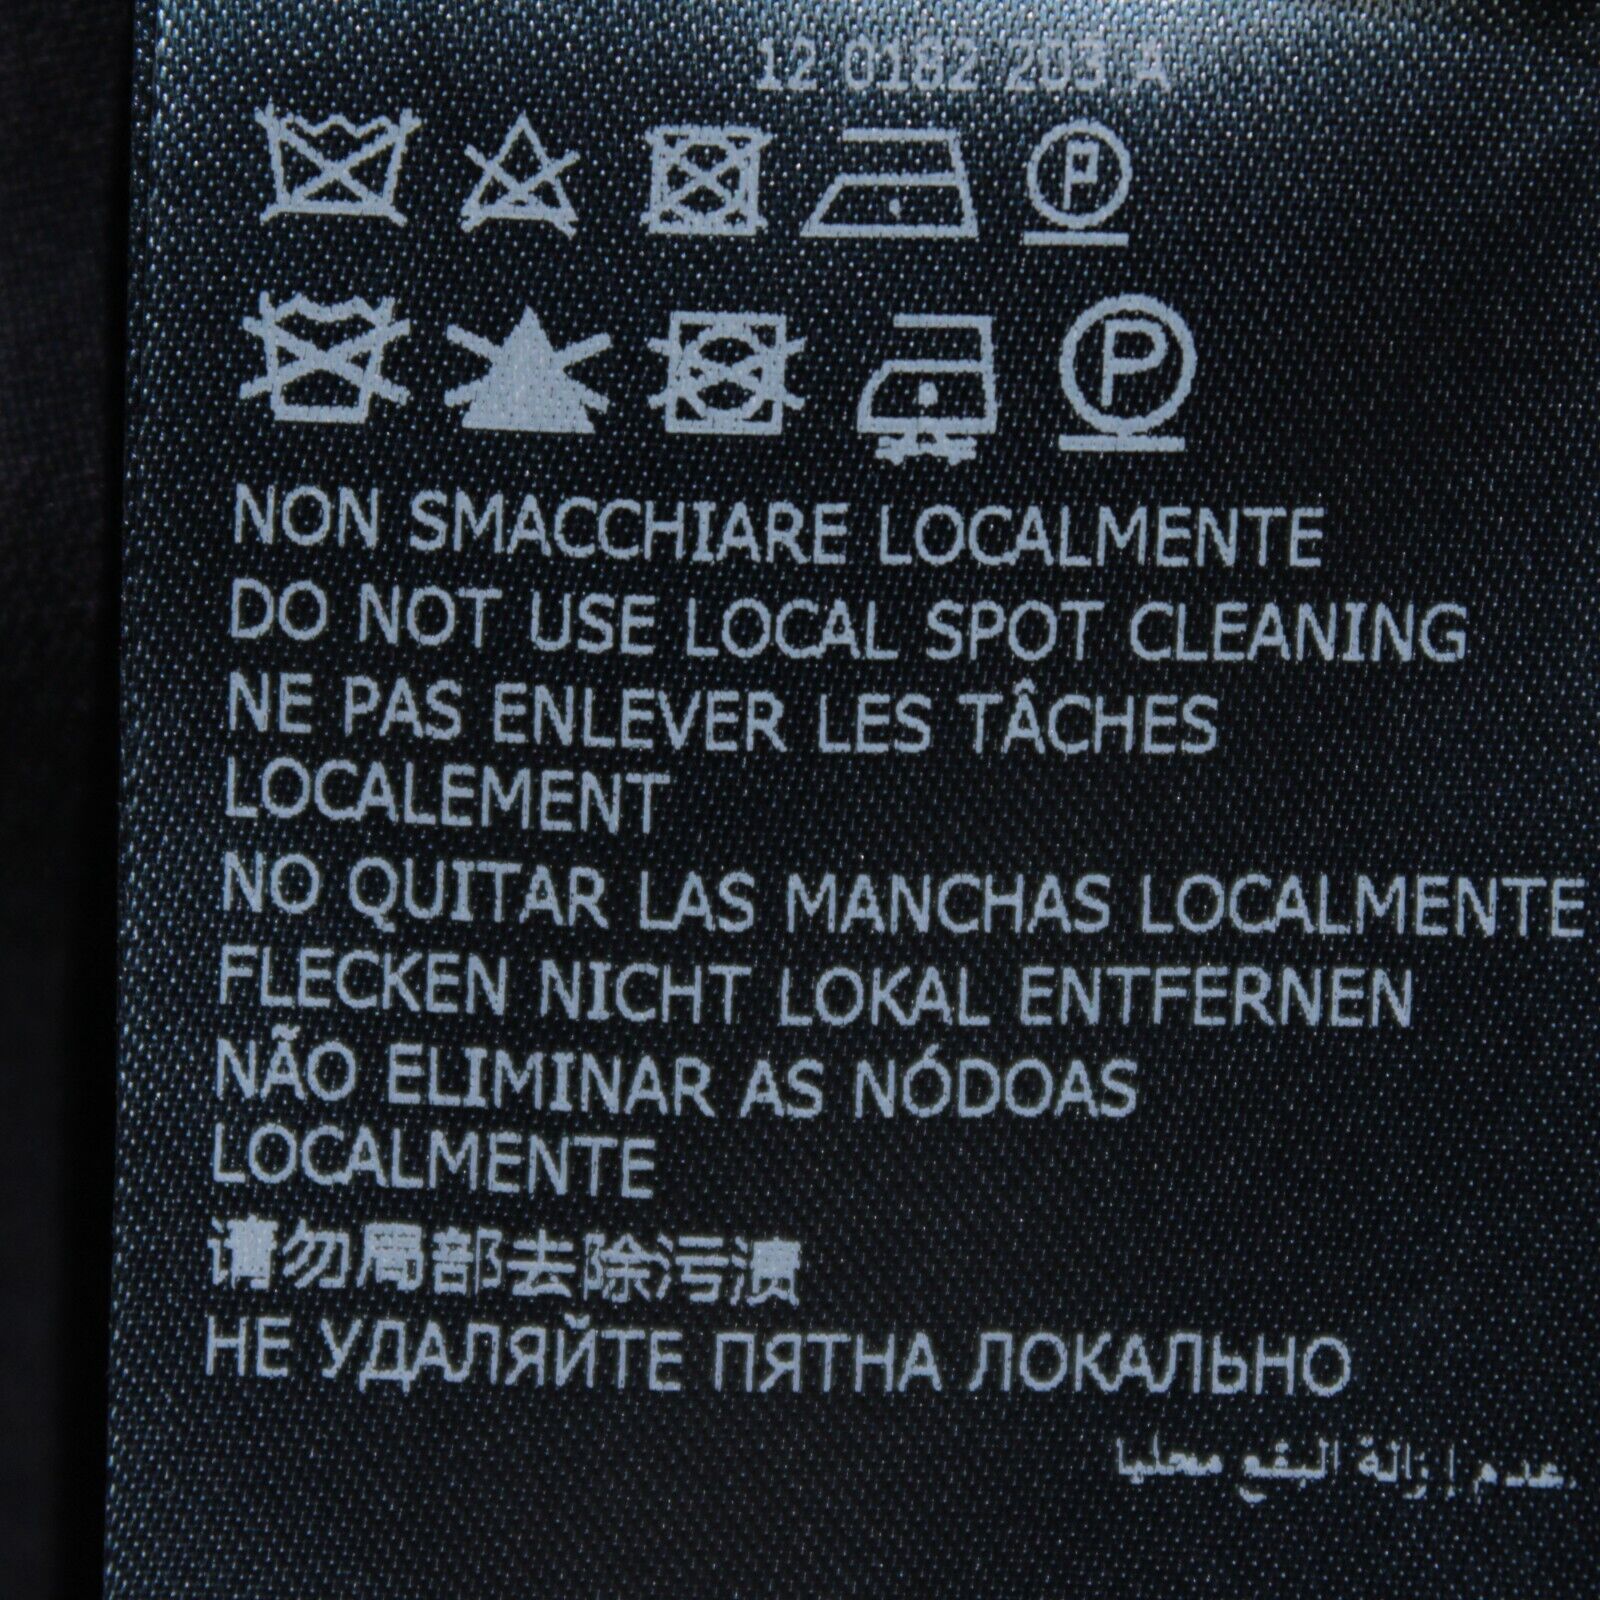 12 0182 203 A
P
P
NON SMACCHIARE LOCALMENTE
DO NOT USE LOCAL SPOT CLEANING
NE PAS ENLEVER LES TÂCHES
LOCALEMENT
NO QUITAR LAS MANCHAS LOCALMENTE
FLECKEN NICHT LOKAL ENTFERNEN
NÃO ELIMINAR AS NÓDOAS
LOCALMENTE
请勿局部去除污渍
НЕ УДАЛЯЙТЕ ПЯТНА ЛОКАЛЬНО
عدم إزالة البقع محليا.